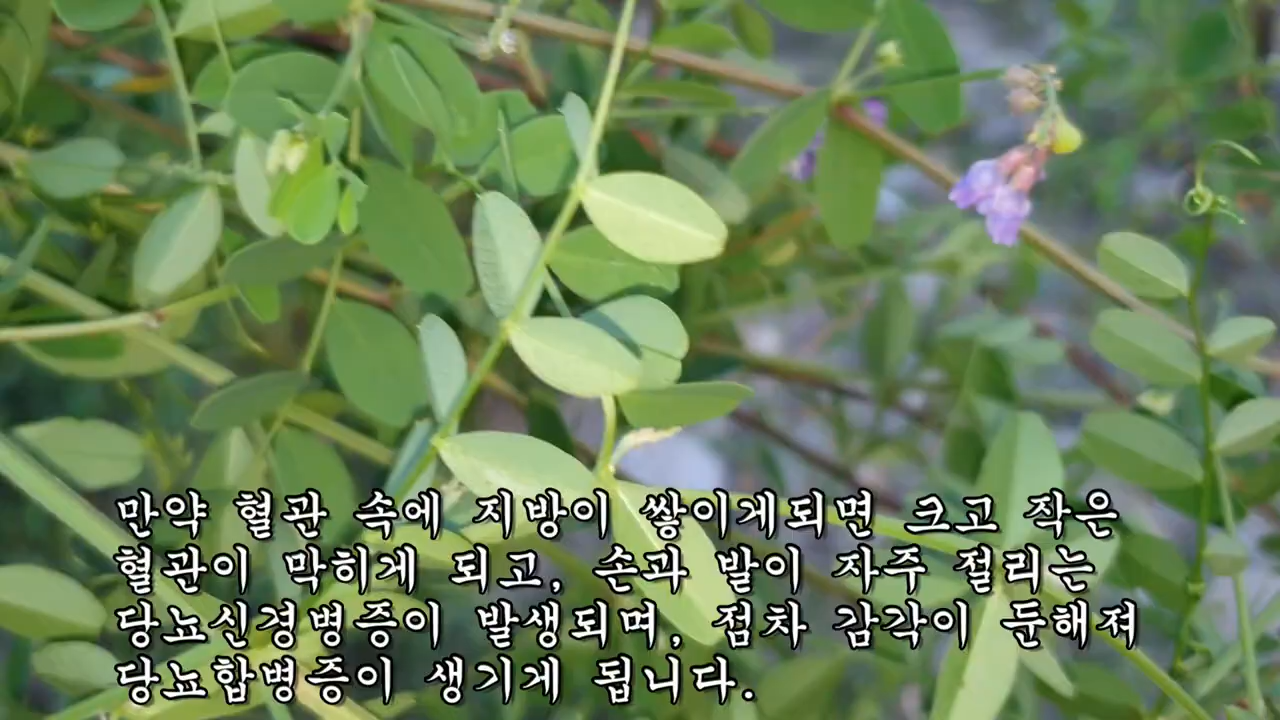 만약 혈관 속에 지방이 쌓이게되면 크고 작은
혈관이 막히게 되고, 손과 발이 자주 절리는
당뇨신경병증이 발생되며, 점차 감각이 둔해져
당뇨합병증이 생기게 됩니다.